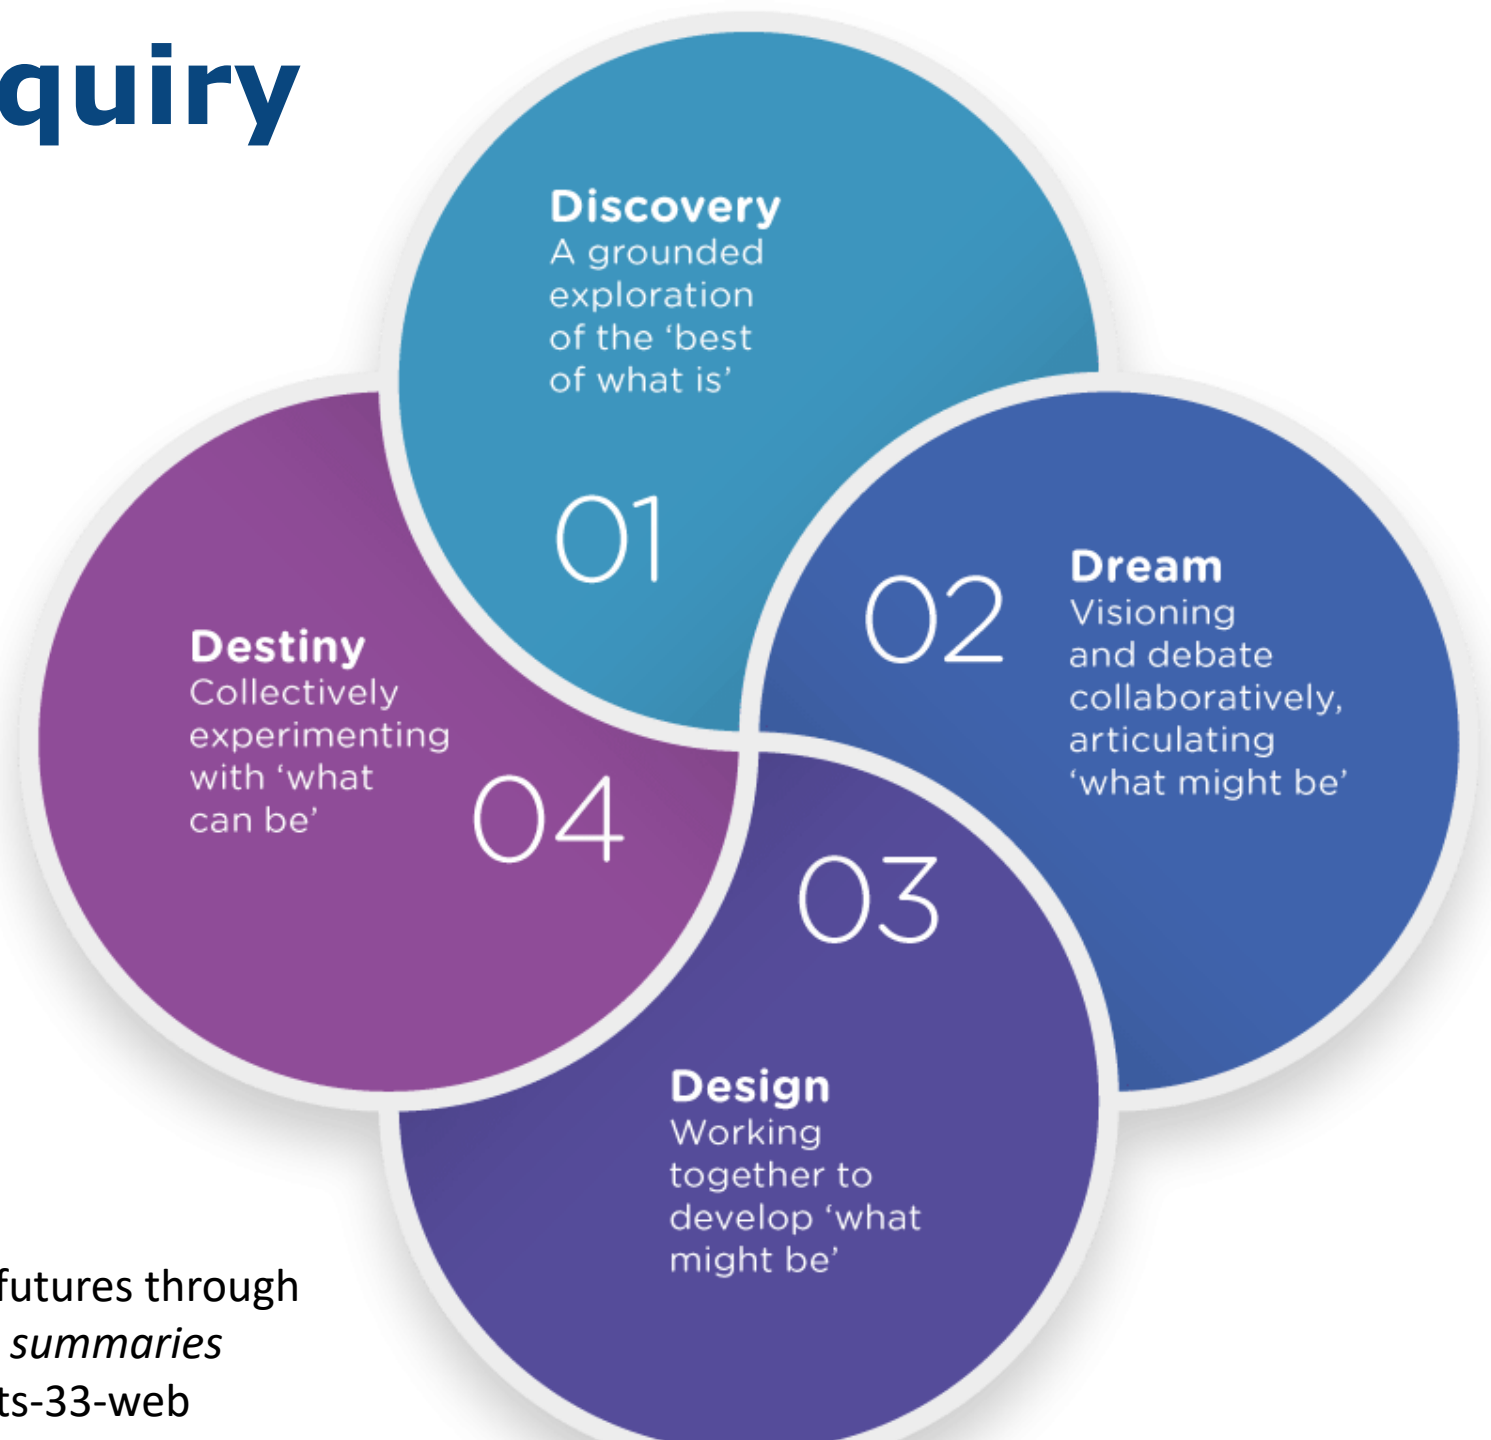 quiry
Discovery
A grounded
exploration
of the ‘best
of what is’
01
02
Dream
Visioning
and debate
collaboratively,
articulating
‘what might be’
03
Design
Working
together to
develop ‘what
might be’
Destiny
Collectively
experimenting
with ‘what
can be’
04
futures through
summaries
ts-33-web